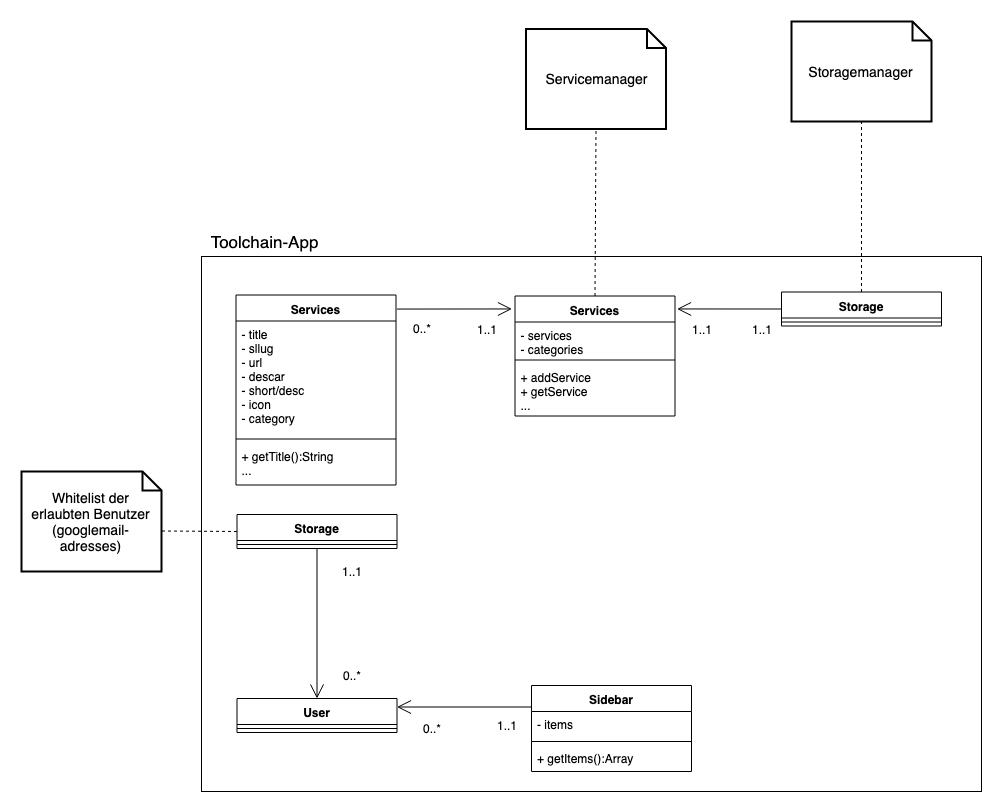 Servicemanager
Storagemanager
Toolchain-App
Services
- title
- sllug
- url
- descar
- short/desc
- icon
- category
+ getTitle():String
...
0..*
1..1
Services
- services
- categories
+ addService
+ getService
...
1..1
1..1
Storage
Whitelist der
erlaubten Benutzer
(googlemail-
adresses)
Storage
1..1
0..*
User
0..*
1..1
Sidebar
- items
+ getItems():Array